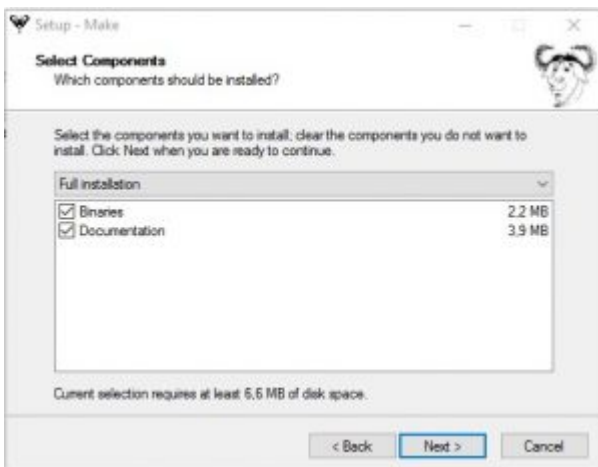 Setup - Make
Select Components
Which components should be installed?
Select the components you want to install; clear the components you do not want to
install. Click Next when you are ready to continue.
Full installation
Binaries 2,2 MB
Documentation 3,9 MB
Current selection requires at least 6,6 MB of disk space.
< Back Next > Cancel